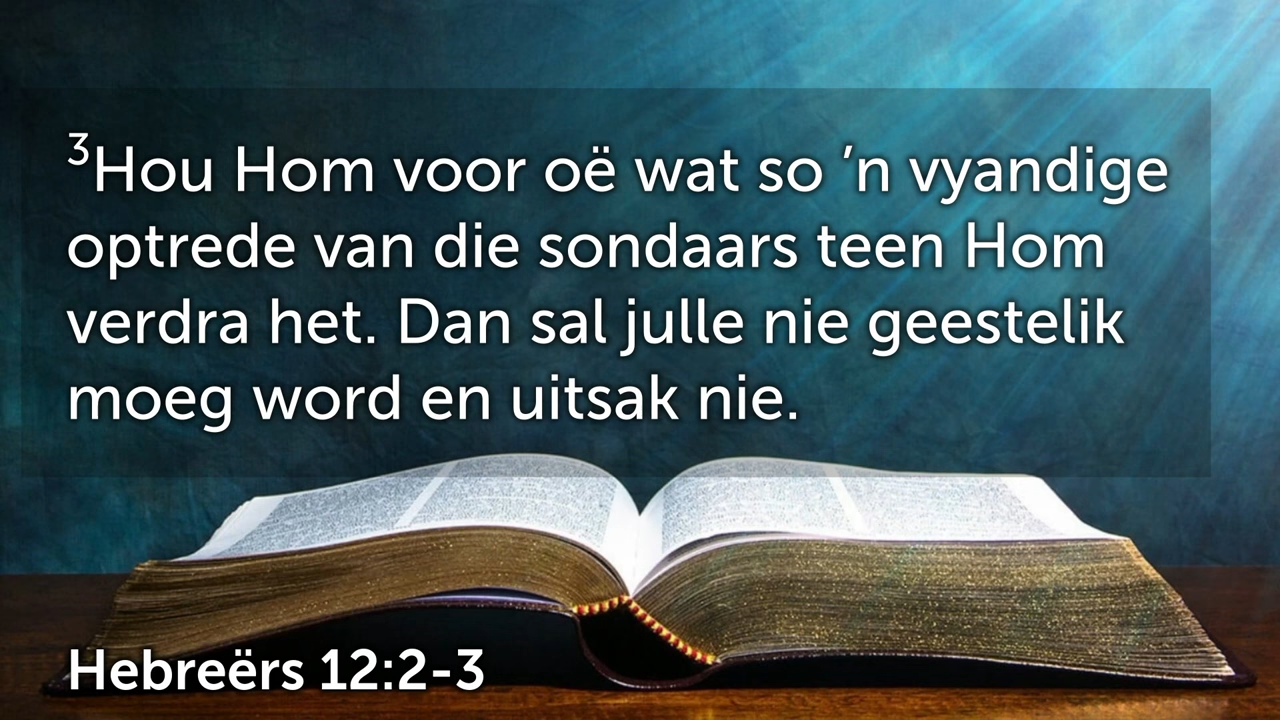 ³Hou Hom voor oë wat so ’n vyandige
optrede van die sondaars teen Hom
verdra het. Dan sal julle nie geestelik
moeg word en uitsak nie.
Hebreërs 12:2-3